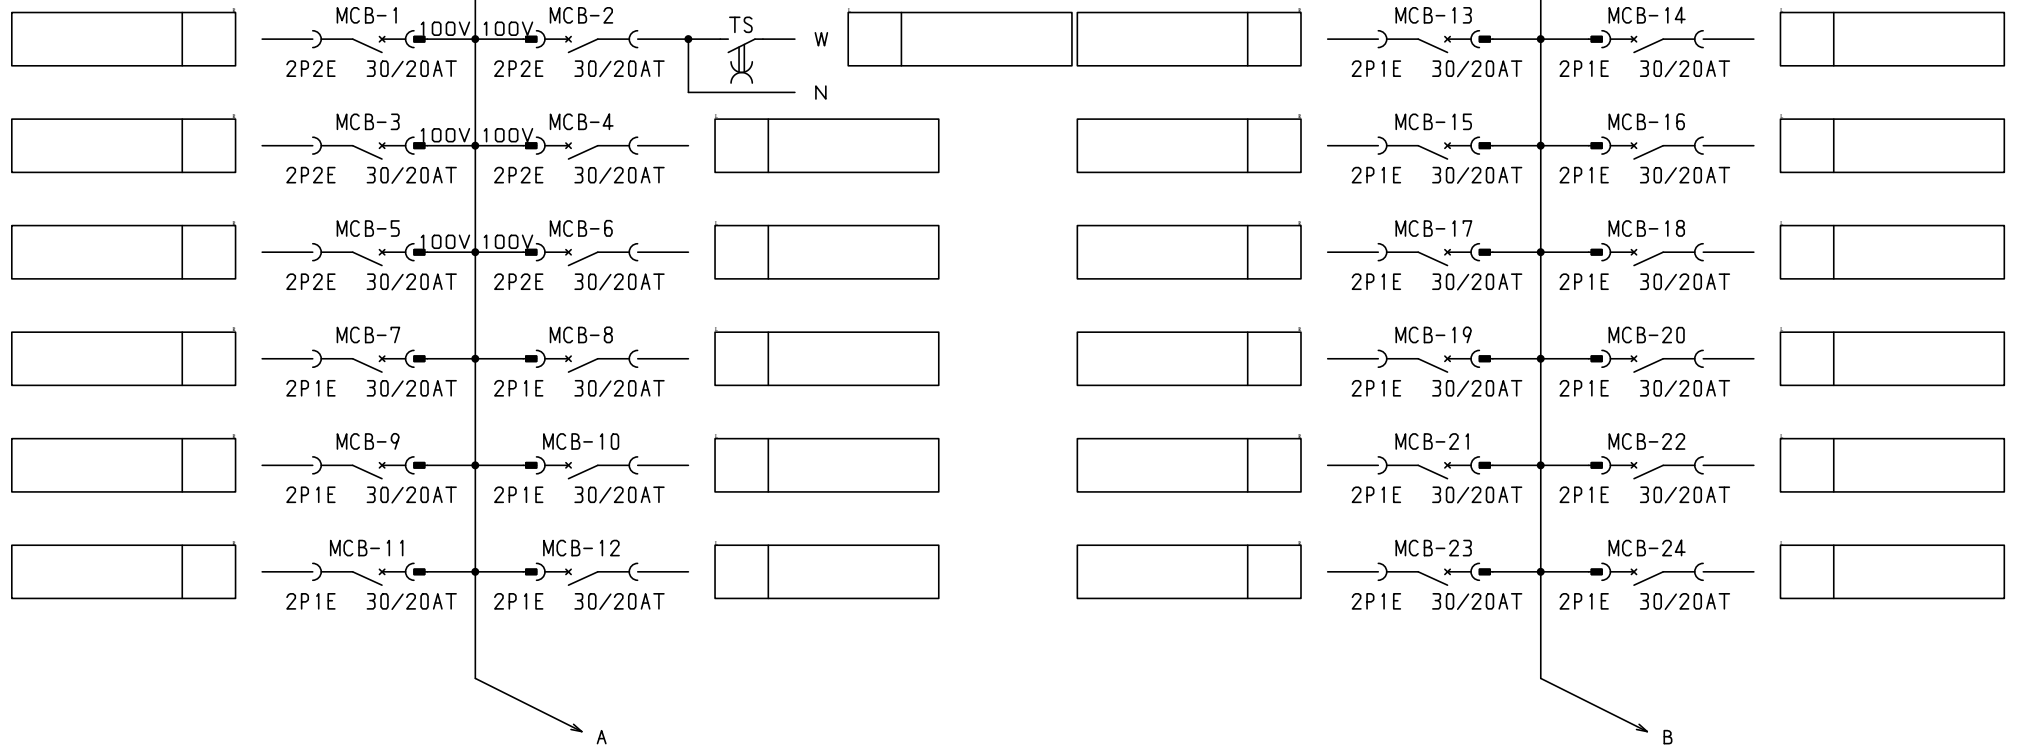 MCB-1 100V 100V MCB-2 TS W MCB-13 MCB-14
2P2E 30/20AT 2P2E 30/20AT N 2P1E 30/20AT 2P1E 30/20AT
MCB-3 100V 100V MCB-4 MCB-15 MCB-16
2P2E 30/20AT 2P2E 30/20AT 2P1E 30/20AT 2P1E 30/20AT
MCB-5 100V 100V MCB-6 MCB-17 MCB-18
2P2E 30/20AT 2P2E 30/20AT 2P1E 30/20AT 2P1E 30/20AT
MCB-7 MCB-8 MCB-19 MCB-20
2P1E 30/20AT 2P1E 30/20AT 2P1E 30/20AT 2P1E 30/20AT
MCB-9 MCB-10 MCB-21 MCB-22
2P1E 30/20AT 2P1E 30/20AT 2P1E 30/20AT 2P1E 30/20AT
MCB-11 MCB-12 MCB-23 MCB-24
2P1E 30/20AT 2P1E 30/20AT 2P1E 30/20AT 2P1E 30/20AT
A B